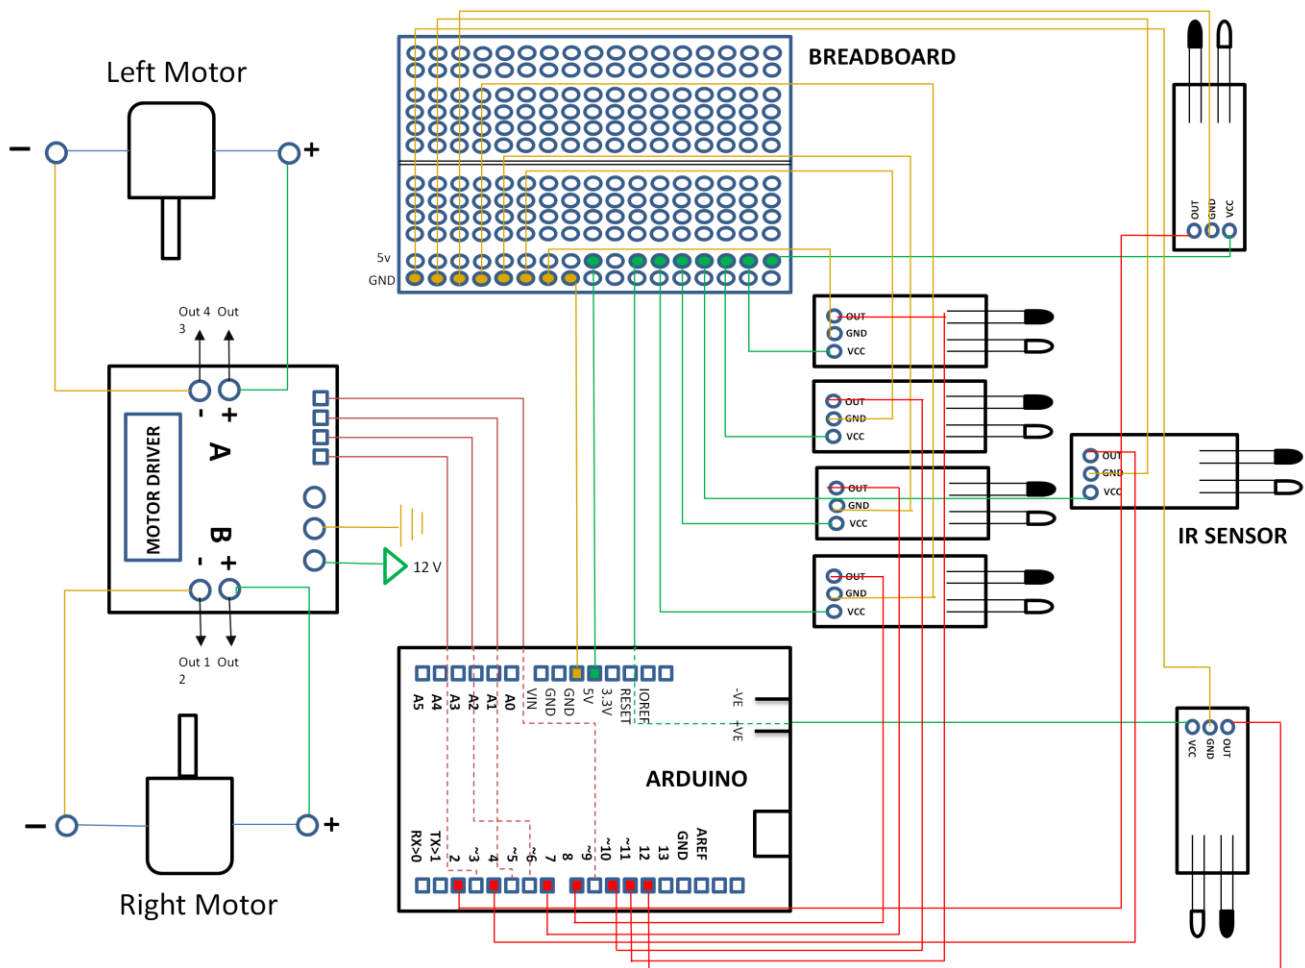 BREADBOARD
Left Motor
–
+
OUT
GND
VCC
5v
GND
Out 4 Out
3
OUT
GND
VCC
OUT
GND
VCC
OUT
GND
VCC
OUT
GND
VCC
OUT
GND
VCC
IR SENSOR
MOTOR DRIVER
- +
A
B
- +
12 V
Out 1 Out
2
A5
A4
A3
A2
A1
A0
VIN
GND
GND
5V
3.3V
RESET
IOREF
-VE
+VE
ARDUINO
VCC
GND
OUT
RX>0
TX>1
2
~3
4
~5
~6
7
8
~9
~10
~11
12
13
GND
AREF
–
+
Right Motor